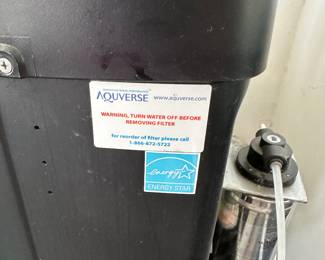 AQUVERSE www.aquverse.com
WARNING, TURN WATER OFF BEFORE
REMOVING FILTER
for reorder of filter please call
1-866-672-5722
energy
ENERGY STAR